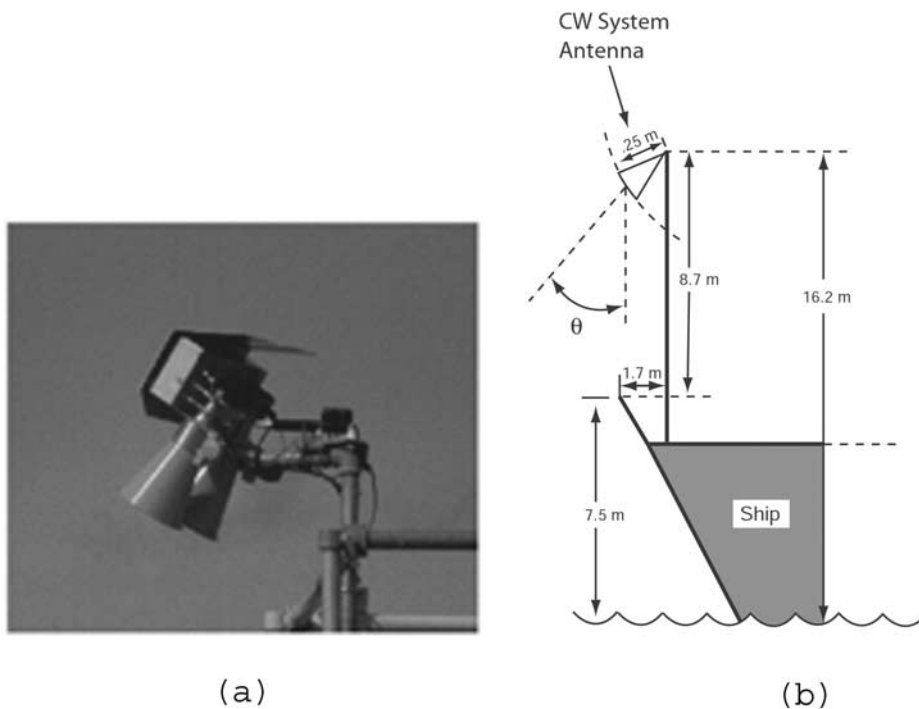 CW System
Antenna
.25 m
8.7 m
16.2 m
θ
1.7 m
7.5 m
Ship
(a)
(b)